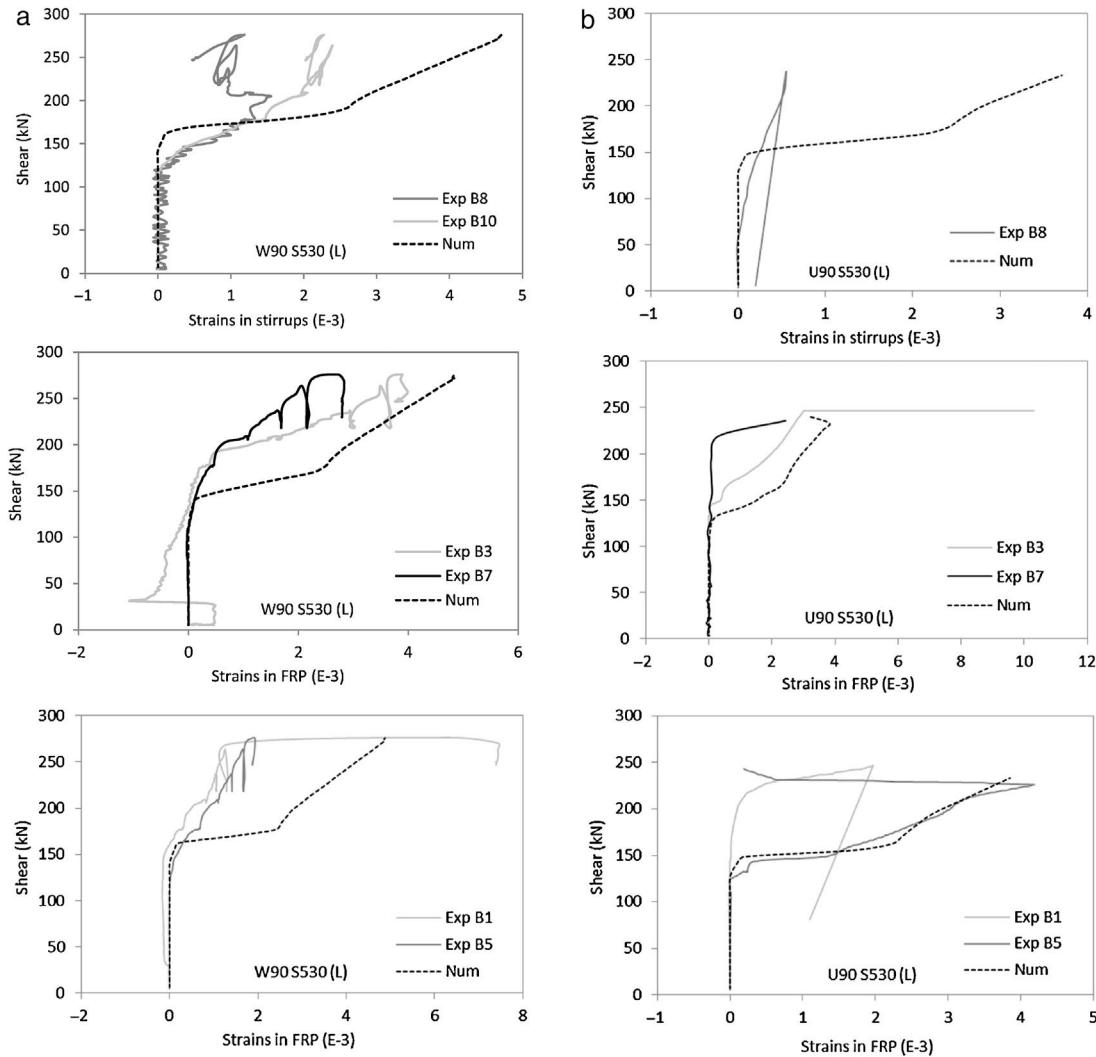 a
300
250
200
150
100
50
0
Shear (kN)
Exp B8
Exp B10
Num
W90 S530 (L)
−1 0 1 2 3 4 5
Strains in stirrups (E-3)
b
300
250
200
150
100
50
0
Shear (kN)
Exp B8
Num
U90 S530 (L)
−1 0 1 2 3 4
Strains in stirrups (E-3)
300
250
200
150
100
50
0
Shear (kN)
Exp B3
Exp B7
Num
W90 S530 (L)
−2 0 2 4 6
Strains in FRP (E-3)
300
250
200
150
100
50
0
Shear (kN)
Exp B3
Exp B7
Num
U90 S530 (L)
−2 0 2 4 6 8 10 12
Strains in FRP (E-3)
300
250
200
150
100
50
0
Shear (kN)
Exp B1
Exp B5
Num
W90 S530 (L)
−2 0 2 4 6 8
Strains in FRP (E-3)
300
250
200
150
100
50
0
Shear (kN)
Exp B1
Exp B5
Num
U90 S530 (L)
−1 0 1 2 3 4 5
Strains in FRP (E-3)